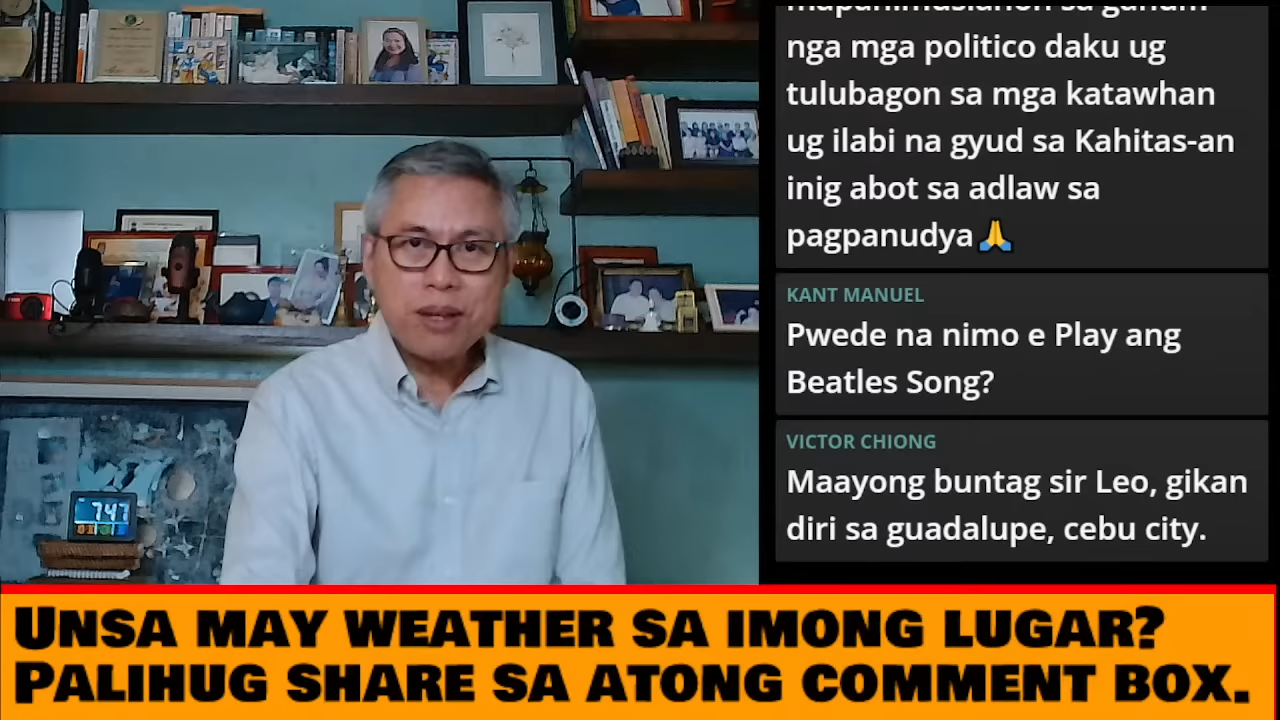 nga mga politico daku ug
tulubagon sa mga katawhan
ug ilabi na gyud sa Kahitas-an
inig abot sa adlaw sa
pagpanudya🙏
KANT MANUEL
Pwede na nimo e Play ang
Beatles Song?
VICTOR CHIONG
Maayong buntag sir Leo, gikan
diri sa guadalupe, cebu city.
7:47
UNSA MAY WEATHER SA IMONG LUGAR?
PALIHUG SHARE SA ATONG COMMENT BOX.